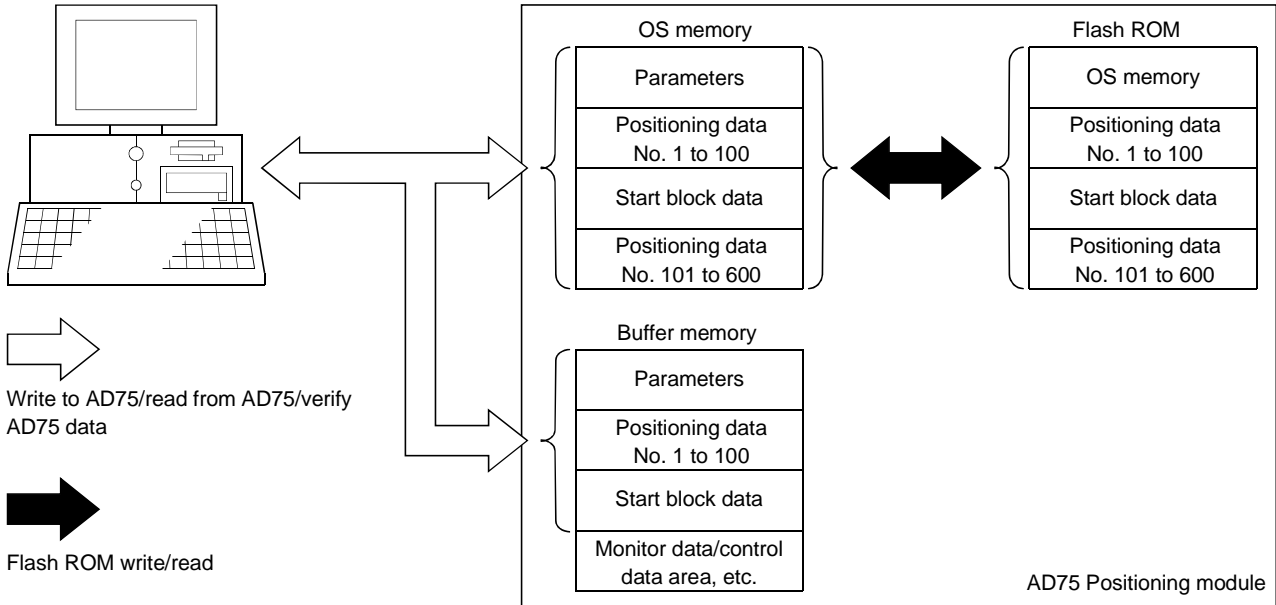 OS memory
Flash ROM
Parameters
Positioning data
No. 1 to 100
Start block data
Positioning data
No. 101 to 600
OS memory
Positioning data
No. 1 to 100
Start block data
Positioning data
No. 101 to 600
Write to AD75/read from AD75/verify
AD75 data
Flash ROM write/read
Buffer memory
Parameters
Positioning data
No. 1 to 100
Start block data
Monitor data/control
data area, etc.
AD75 Positioning module